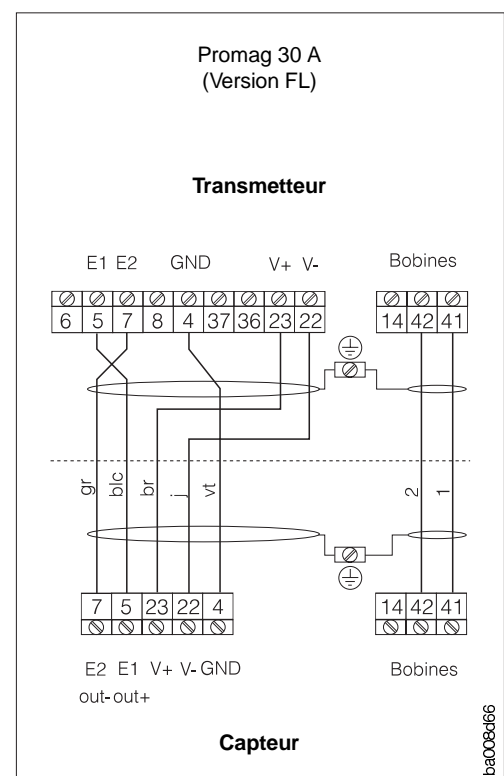 Promag 30 A
(Version FL)
Transmetteur
E1 E2 GND V+ V- Bobines
6 5 7 8 4 37 36 23 22 14 42 41
gr blc br j vt 2 1
7 5 23 22 4 14 42 41
E2 E1 V+ V- GND Bobines
out- out+
Capteur
ba008d66